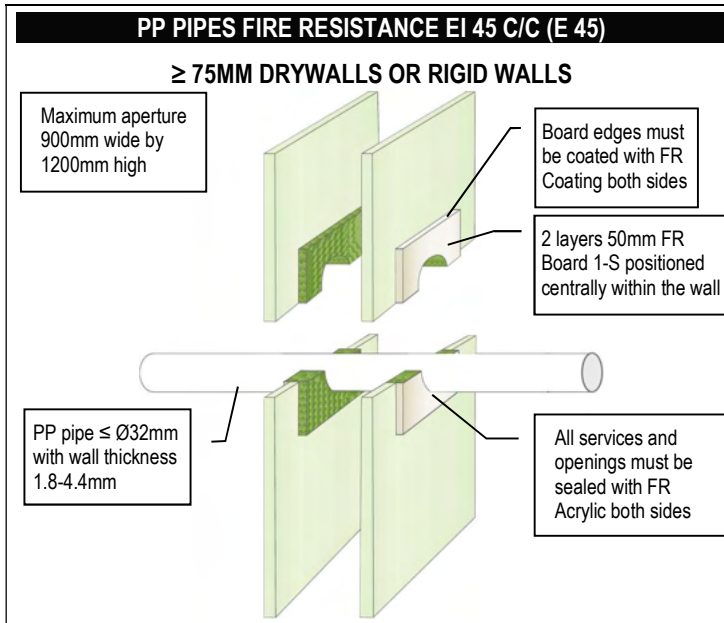 PP PIPES FIRE RESISTANCE EI 45 C/C (E 45)
≥ 75MM DRYWALLS OR RIGID WALLS
Maximum aperture
900mm wide by
1200mm high
Board edges must
be coated with FR
Coating both sides
2 layers 50mm FR
Board 1-S positioned
centrally within the wall
PP pipe ≤ Ø32mm
with wall thickness
1.8-4.4mm
All services and
openings must be
sealed with FR
Acrylic both sides